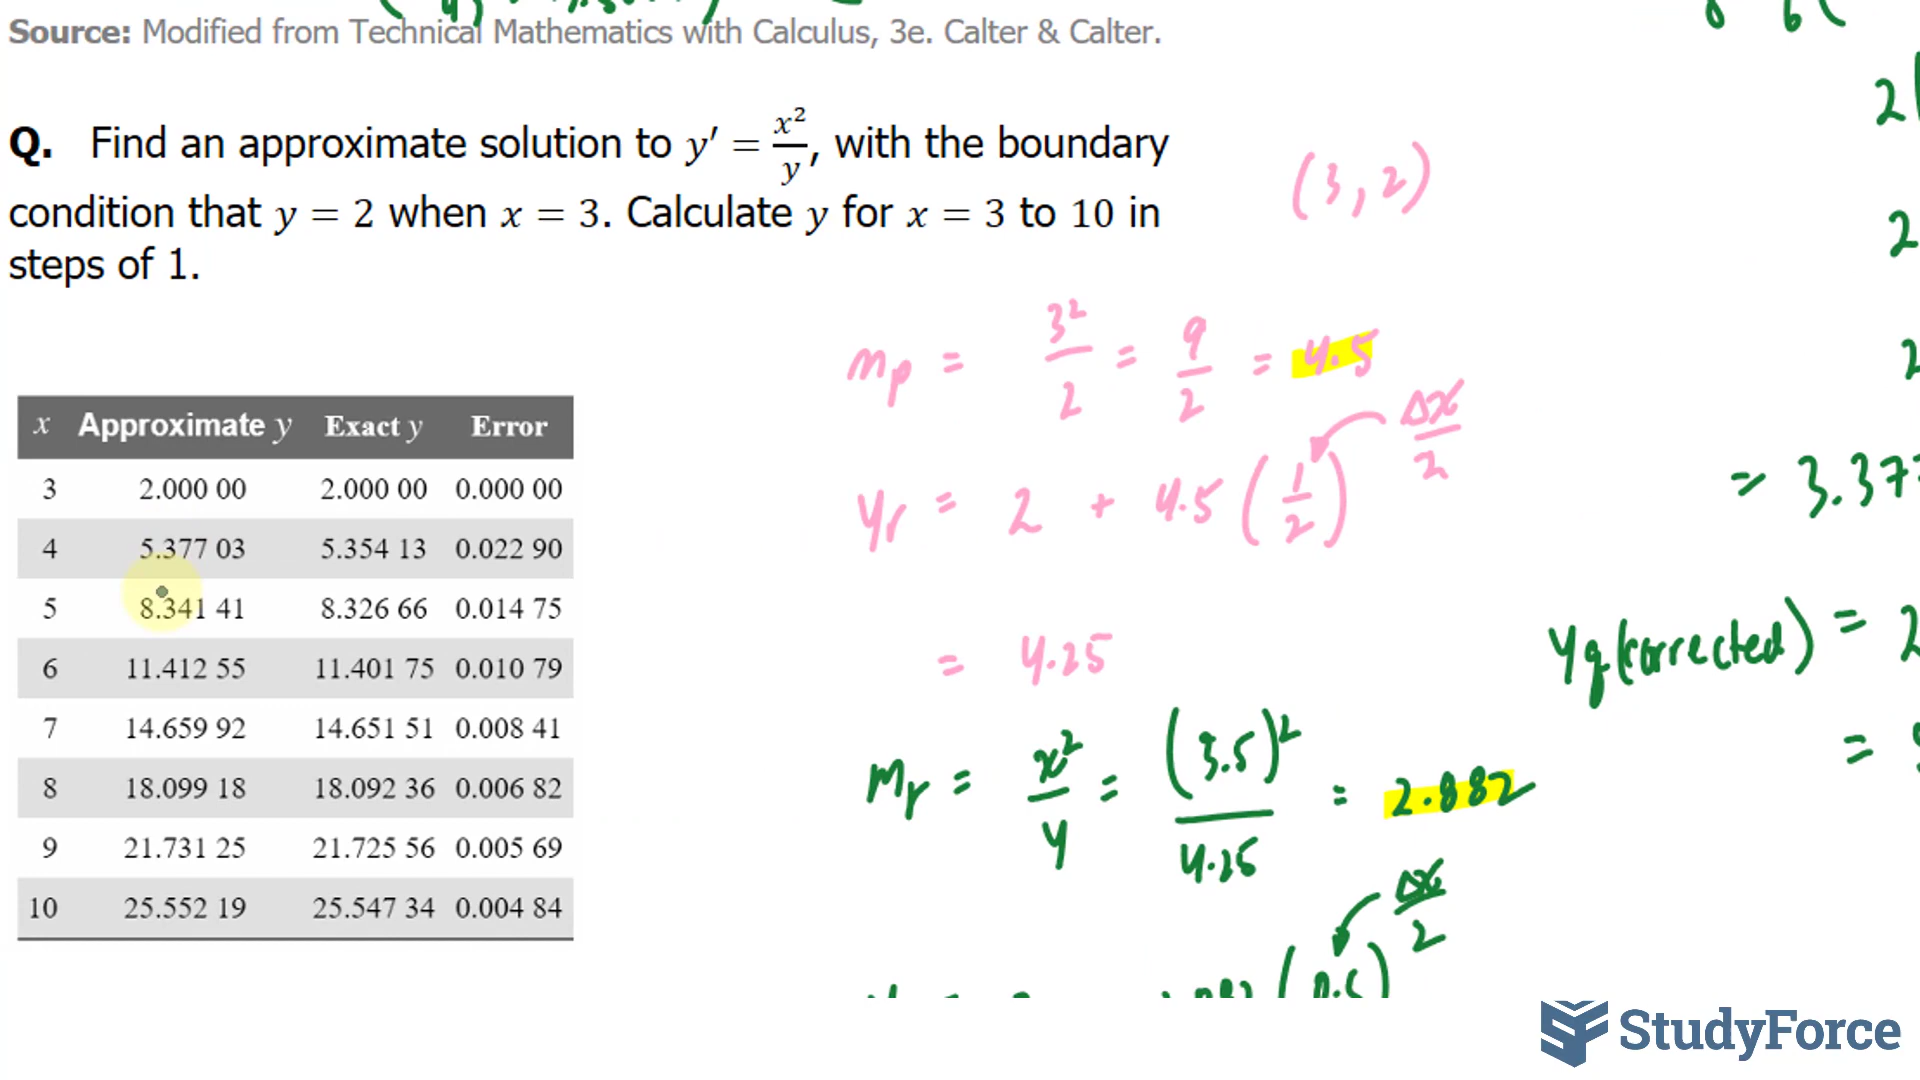 Source: Modified from Technical Mathematics with Calculus, 3e. Calter & Calter.
Q. Find an approximate solution to y′ = x²/y, with the boundary
condition that y = 2 when x = 3. Calculate y for x = 3 to 10 in
steps of 1.
x Approximate y Exact y Error
3 2.000 00 2.000 00 0.000 00
4 5.377 03 5.354 13 0.022 90
5 8.341 41 8.326 66 0.014 75
6 11.412 55 11.401 75 0.010 79
7 14.659 92 14.651 51 0.008 41
8 18.099 18 18.092 36 0.006 82
9 21.731 25 21.725 56 0.005 69
10 25.552 19 25.547 34 0.004 84
(3, 2)
mp = 3²/2 = 9/2 = 4.5
Δx/2
yr = 2 + 4.5 (1/2)
= 4.25
mr = x²/y = (3.5)²/4.25 = 2.882
Δx/2
2
2
2
= 3.37
yq (corrected) = 2
=
StudyForce